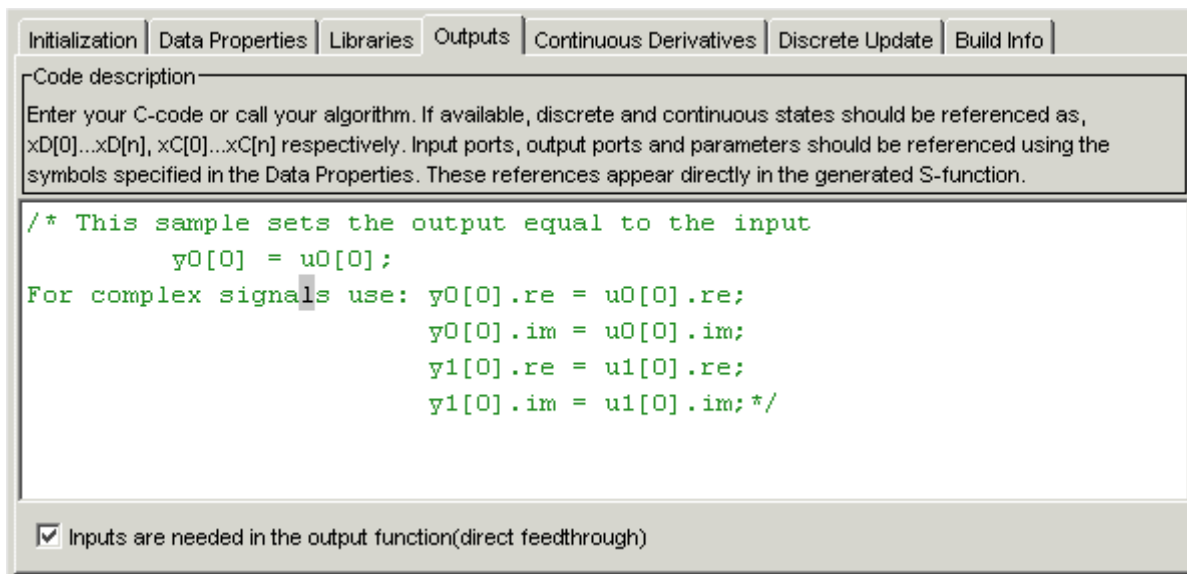 Initialization Data Properties Libraries Outputs Continuous Derivatives Discrete Update Build Info
Code description
Enter your C-code or call your algorithm. If available, discrete and continuous states should be referenced as,
xD[0]...xD[n], xC[0]...xC[n] respectively. Input ports, output ports and parameters should be referenced using the
symbols specified in the Data Properties. These references appear directly in the generated S-function.
/* This sample sets the output equal to the input
y0[0] = u0[0];
For complex signals use: y0[0].re = u0[0].re;
y0[0].im = u0[0].im;
y1[0].re = u1[0].re;
y1[0].im = u1[0].im;*/
Inputs are needed in the output function(direct feedthrough)